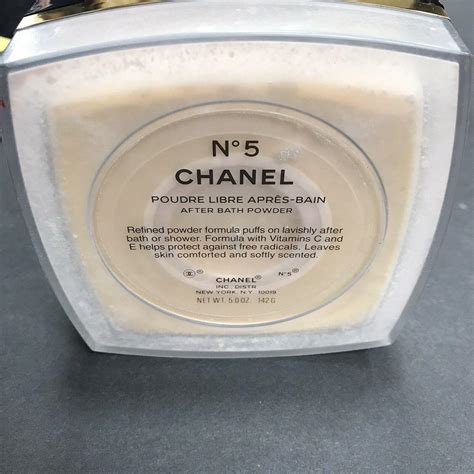 N°5
CHANEL
POUDRE LIBRE APRÈS-BAIN
AFTER BATH POWDER
Refined powder formula puffs on lavishly after
bath or shower. Formula with Vitamins C and
E helps protect against free radicals. Leaves
skin comforted and softly scented.
CHANEL® N°5®
INC. DISTR
NEW YORK N.Y. 10019
NET WT. 5.0 OZ. 142 G